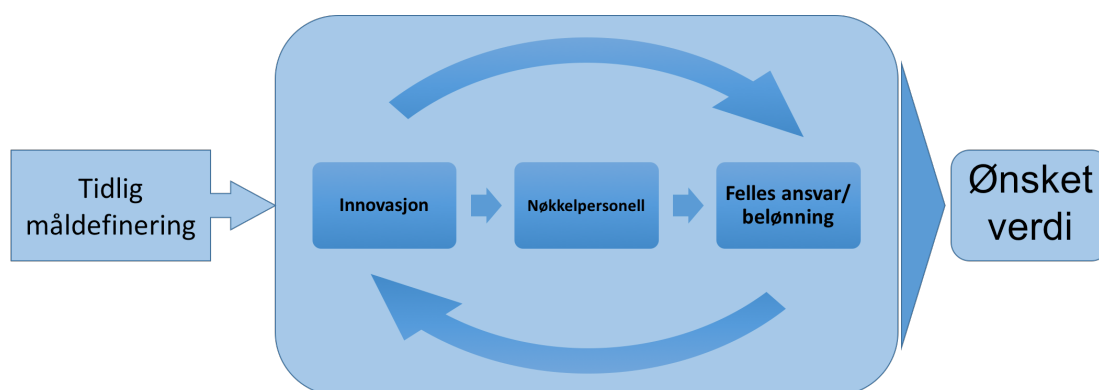 Tidlig
måldefinering
Innovasjon
Nøkkelpersonell
Felles ansvar/
belønning
Ønsket
verdi